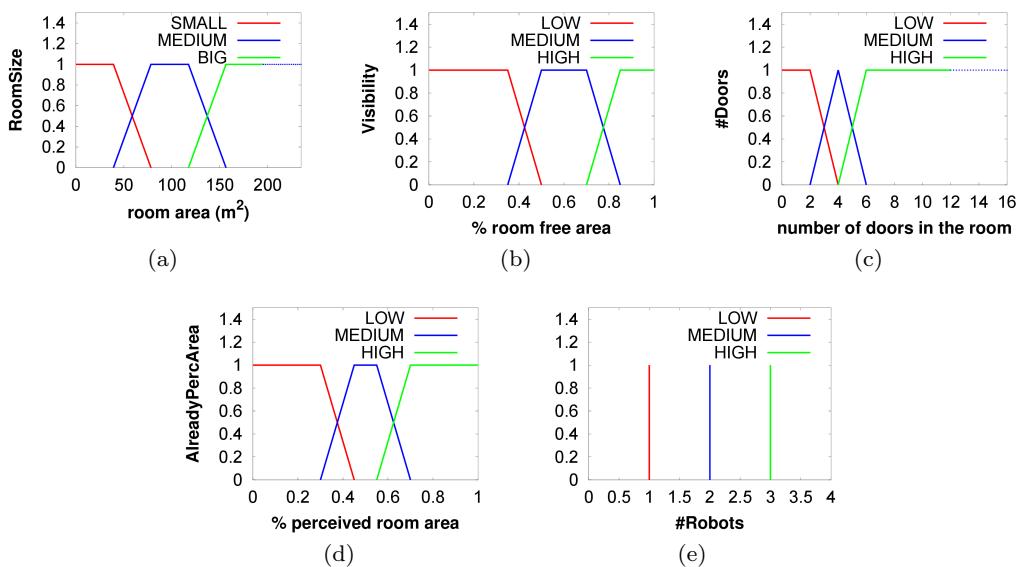 RoomSize
1.4
1.2
1
0.8
0.6
0.4
0.2
0
SMALL
MEDIUM
BIG
0 50 100 150 200
room area (m²)
(a)
Visibility
1.4
1.2
1
0.8
0.6
0.4
0.2
0
LOW
MEDIUM
HIGH
0 0.2 0.4 0.6 0.8 1
% room free area
(b)
#Doors
1.4
1.2
1
0.8
0.6
0.4
0.2
0
LOW
MEDIUM
HIGH
0 2 4 6 8 10 12 14 16
number of doors in the room
(c)
AlreadyPercArea
1.4
1.2
1
0.8
0.6
0.4
0.2
0
LOW
MEDIUM
HIGH
0 0.2 0.4 0.6 0.8 1
% perceived room area
(d)
1.4
1.2
1
0.8
0.6
0.4
0.2
0
LOW
MEDIUM
HIGH
0 0.5 1 1.5 2 2.5 3 3.5 4
#Robots
(e)